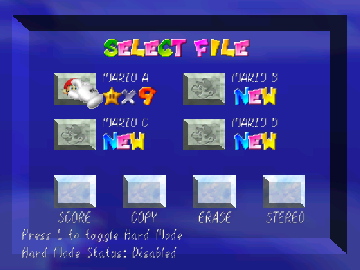 SELECT FILE
MARIO A MARIO B
★×9 NEW
MARIO C MARIO D
NEW NEW
SCORE COPY ERASE STEREO
Press L to toggle Hard Mode
Hard Mode Status: Disabled